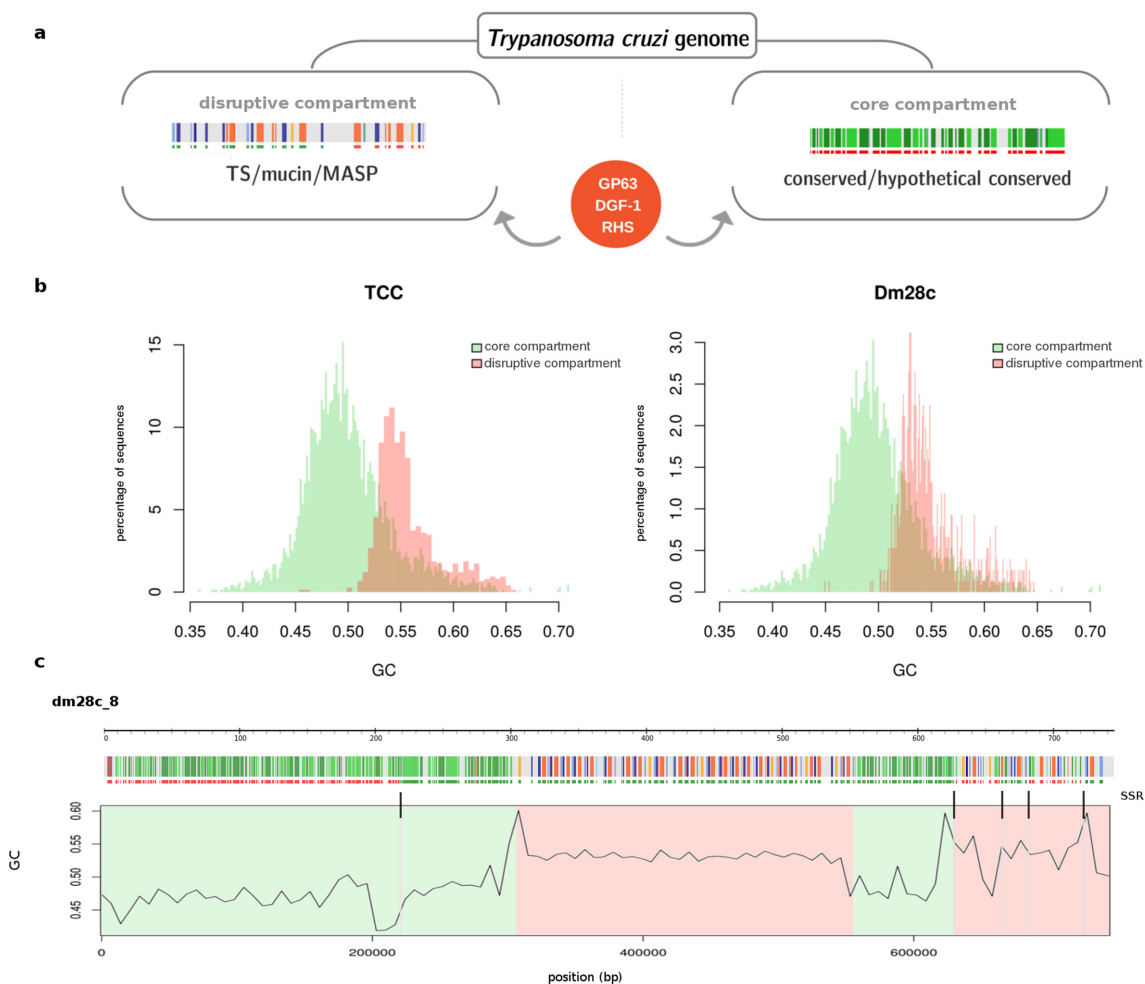 a
Trypanosoma cruzi genome
disruptive compartment
TS/mucin/MASP
core compartment
conserved/hypothetical conserved
GP63
DGF-1
RHS
b
TCC
core compartment
disruptive compartment
percentage of sequences
15
10
5
0
0.35 0.40 0.45 0.50 0.55 0.60 0.65 0.70
GC
Dm28c
core compartment
disruptive compartment
percentage of sequences
3.0
2.5
2.0
1.5
1.0
0.5
0.0
0.35 0.40 0.45 0.50 0.55 0.60 0.65 0.70
GC
c
dm28c_8
0 100 200 300 400 500 600 700
SSR
GC
0.60
0.55
0.50
0.45
0 200000 400000 600000
position (bp)